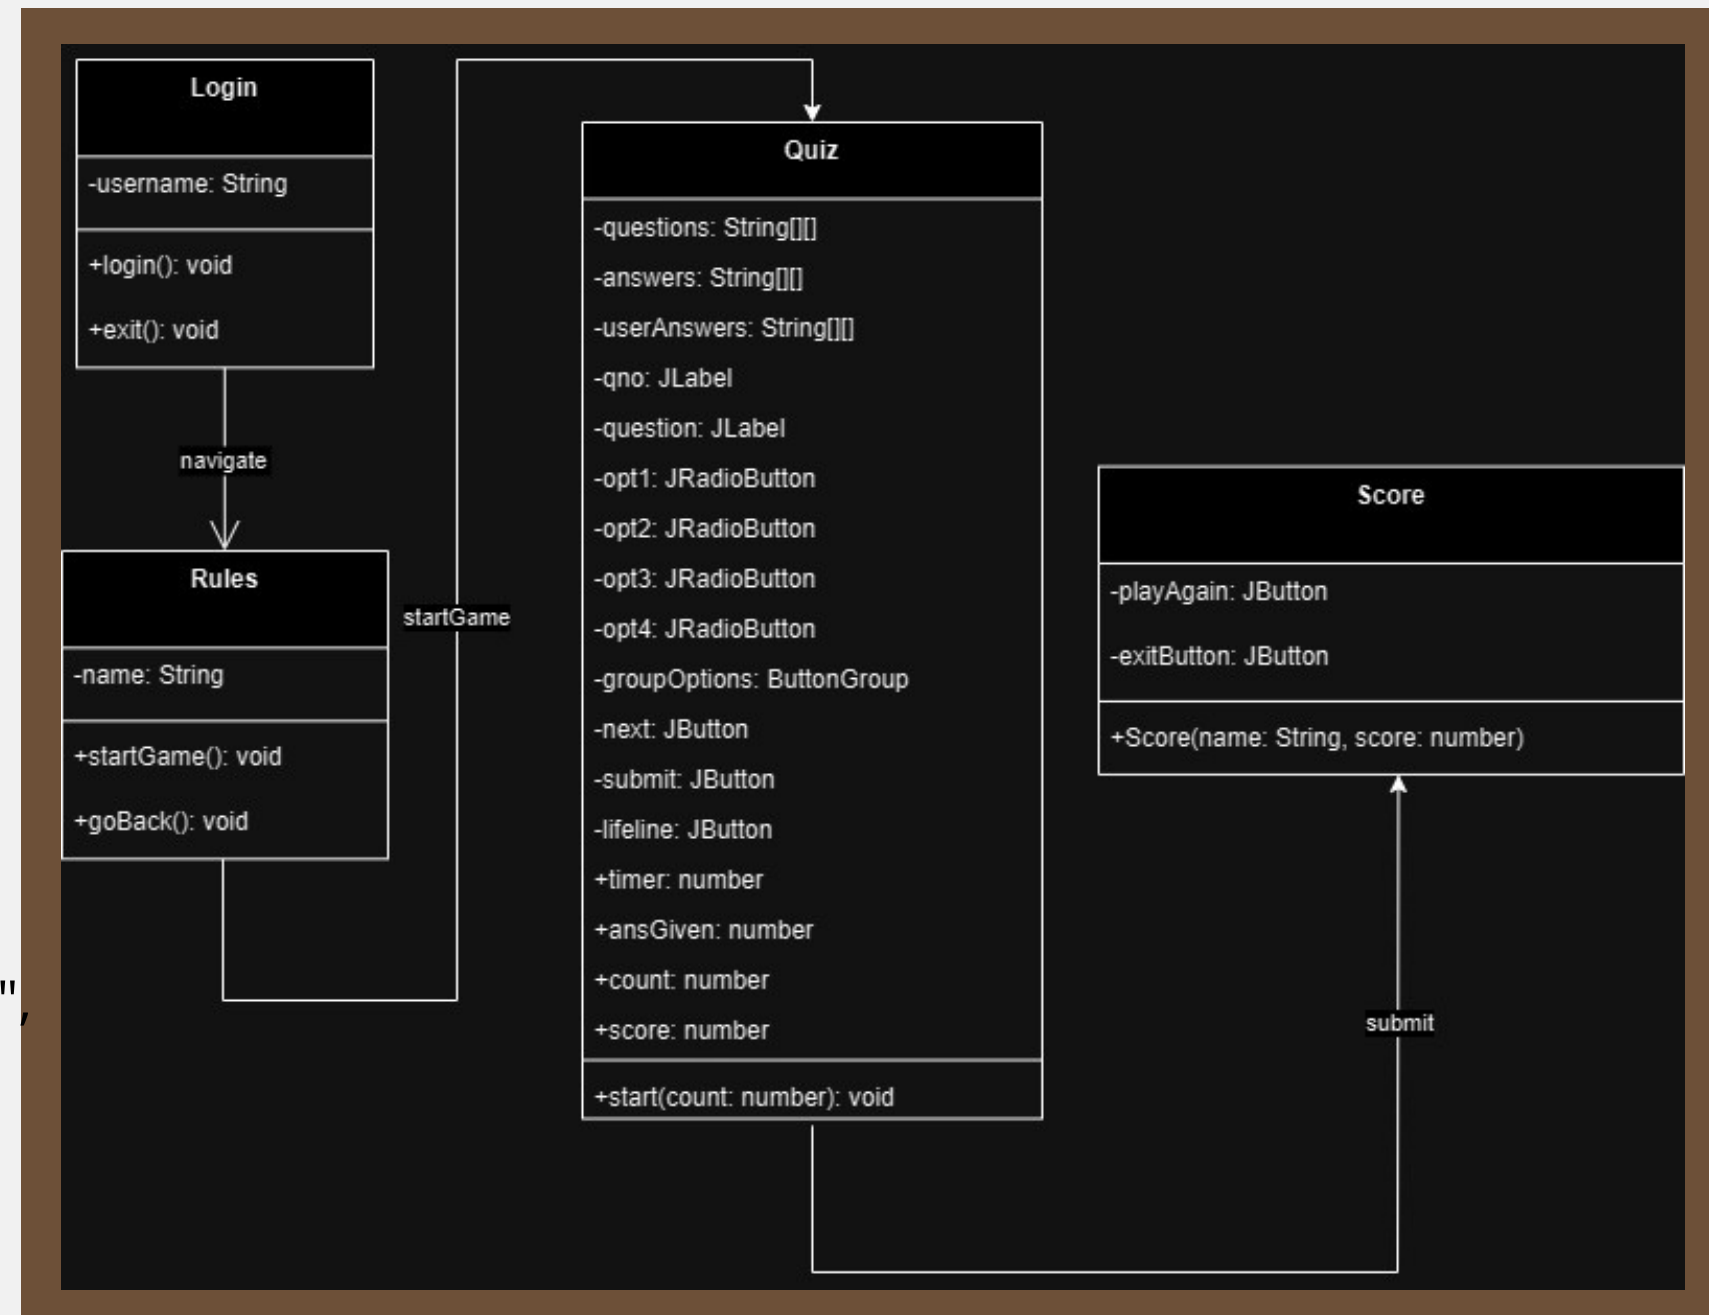 Login
-username: String
+login(): void
+exit(): void
navigate
Rules
-name: String
+startGame(): void
+goBack(): void
startGame
Quiz
-questions: String[][]
-answers: String[][]
-userAnswers: String[][]
-qno: JLabel
-question: JLabel
-opt1: JRadioButton
-opt2: JRadioButton
-opt3: JRadioButton
-opt4: JRadioButton
-groupOptions: ButtonGroup
-next: JButton
-submit: JButton
-lifeline: JButton
+timer: number
+ansGiven: number
+count: number
+score: number
+start(count: number): void
Score
-playAgain: JButton
-exitButton: JButton
+Score(name: String, score: number)
submit
",